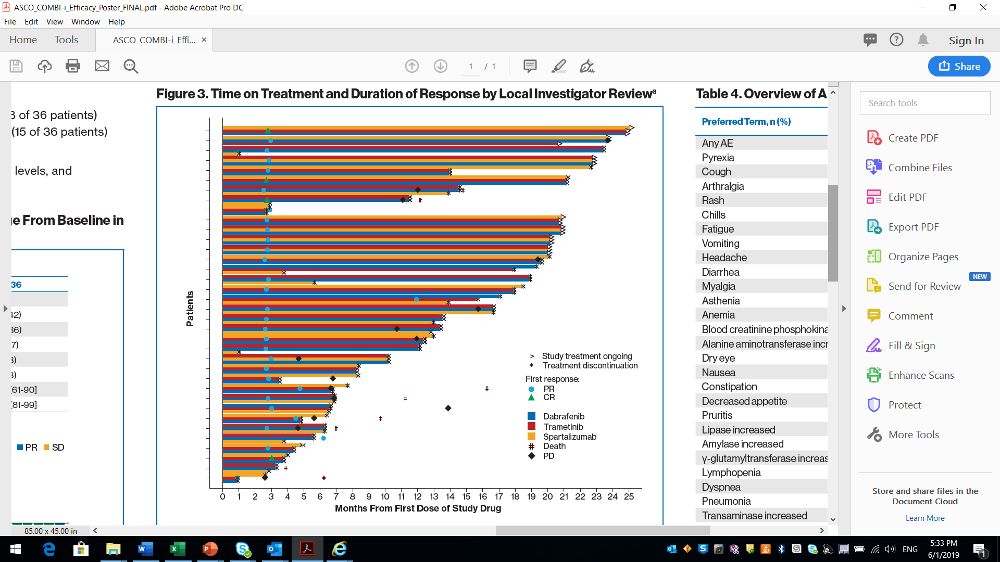 ASCO_COMBI-i_Efficacy_Poster_FINAL.pdf - Adobe Acrobat Pro DC
File Edit View Window Help
Home Tools ASCO_COMBI-i_Effi... × Sign In
1 / 1
Share
of 36 patients)
(15 of 36 patients)
levels, and
e From Baseline in
36
[61-90]
[81-99]
PR SD
Figure 3. Time on Treatment and Duration of Response by Local Investigator Reviewᵃ
Patients
> Study treatment ongoing
* Treatment discontinuation
First response:
PR
CR
Dabrafenib
Trametinib
Spartalizumab
Death
PD
0 1 2 3 4 5 6 7 8 9 10 11 12 13 14 15 16 17 18 19 20 21 22 23 24 25
Months From First Dose of Study Drug
Table 4. Overview of A
Preferred Term, n (%)
Any AE
Pyrexia
Cough
Arthralgia
Rash
Chills
Fatigue
Vomiting
Headache
Diarrhea
Myalgia
Asthenia
Anemia
Blood creatinine phosphokina
Alanine aminotransferase incr
Dry eye
Nausea
Constipation
Decreased appetite
Pruritis
Lipase increased
Amylase increased
γ-glutamyltransferase increas
Lymphopenia
Dyspnea
Pneumonia
Transaminase increased
Search tools
Create PDF
Combine Files
Edit PDF
Export PDF
Organize Pages
NEW
Send for Review
Comment
Fill & Sign
Enhance Scans
Protect
More Tools
Store and share files in the
Document Cloud
Learn More
85.00 x 45.00 in
ENG
5:33 PM
6/1/2019
1